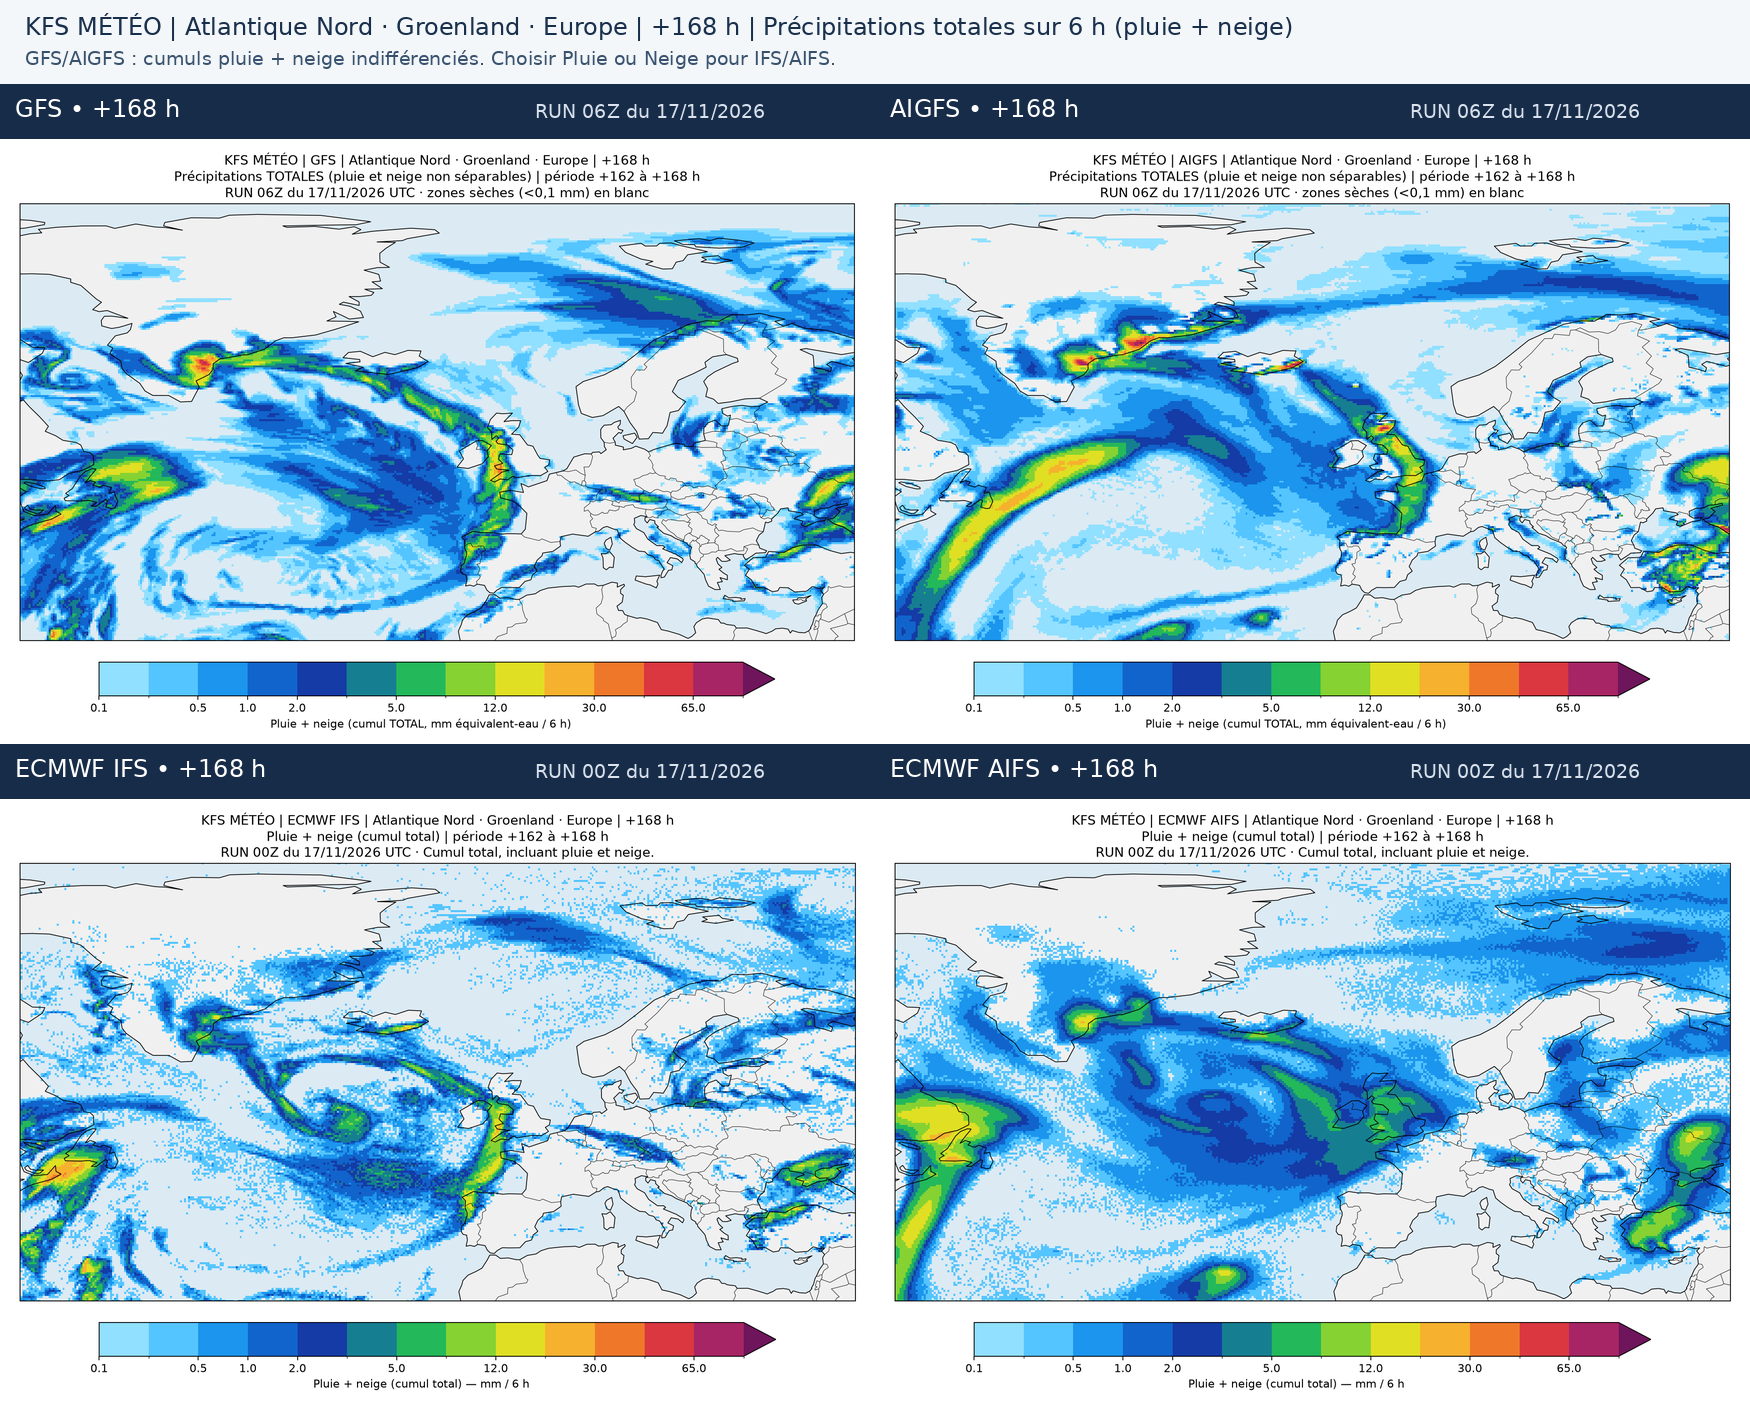 KFS MÉTÉO | Atlantique Nord · Groenland · Europe | +168 h | Précipitations totales sur 6 h (pluie + neige)
GFS/AIGFS : cumuls pluie + neige indifférenciés. Choisir Pluie ou Neige pour IFS/AIFS.
GFS • +168 h
RUN 06Z du 17/11/2026
AIGFS • +168 h
RUN 06Z du 17/11/2026
KFS MÉTÉO | GFS | Atlantique Nord · Groenland · Europe | +168 h
Précipitations TOTALES (pluie et neige non séparables) | période +162 à +168 h
RUN 06Z du 17/11/2026 UTC · zones sèches (<0,1 mm) en blanc
KFS MÉTÉO | AIGFS | Atlantique Nord · Groenland · Europe | +168 h
Précipitations TOTALES (pluie et neige non séparables) | période +162 à +168 h
RUN 06Z du 17/11/2026 UTC · zones sèches (<0,1 mm) en blanc
0.1 0.5 1.0 2.0 5.0 12.0 30.0 65.0
Pluie + neige (cumul TOTAL, mm équivalent-eau / 6 h)
0.1 0.5 1.0 2.0 5.0 12.0 30.0 65.0
Pluie + neige (cumul TOTAL, mm équivalent-eau / 6 h)
ECMWF IFS • +168 h
RUN 00Z du 17/11/2026
ECMWF AIFS • +168 h
RUN 00Z du 17/11/2026
KFS MÉTÉO | ECMWF IFS | Atlantique Nord · Groenland · Europe | +168 h
Pluie + neige (cumul total) | période +162 à +168 h
RUN 00Z du 17/11/2026 UTC · Cumul total, incluant pluie et neige.
KFS MÉTÉO | ECMWF AIFS | Atlantique Nord · Groenland · Europe | +168 h
Pluie + neige (cumul total) | période +162 à +168 h
RUN 00Z du 17/11/2026 UTC · Cumul total, incluant pluie et neige.
0.1 0.5 1.0 2.0 5.0 12.0 30.0 65.0
Pluie + neige (cumul total) — mm / 6 h
0.1 0.5 1.0 2.0 5.0 12.0 30.0 65.0
Pluie + neige (cumul total) — mm / 6 h